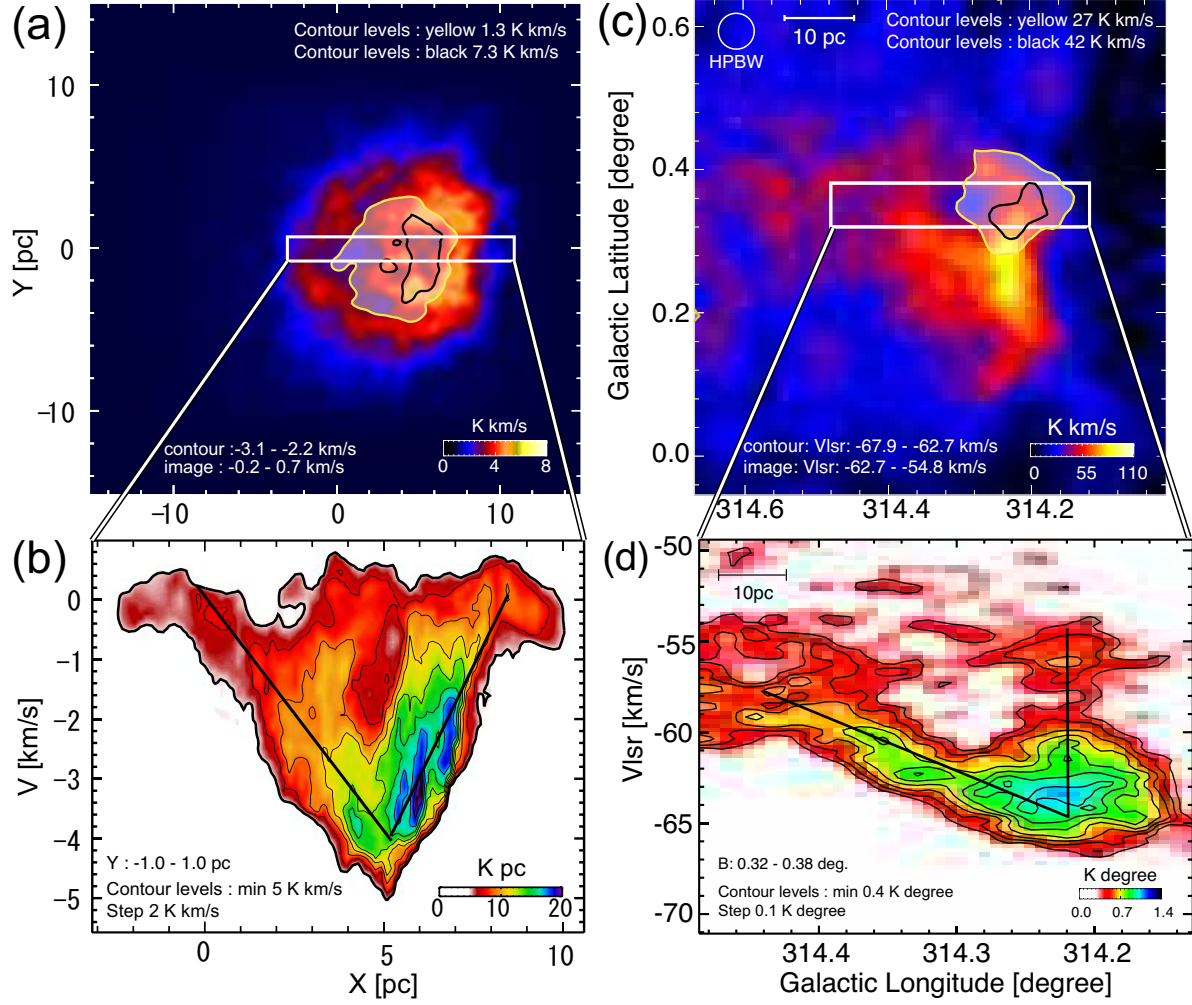 (a)
Contour levels : yellow 1.3 K km/s
Contour levels : black 7.3 K km/s
10
0
−10
Y [pc]
K km/s
0 4 8
contour :-3.1 - -2.2 km/s
image : -0.2 - 0.7 km/s
−10 0 10
(c)
Contour levels : yellow 27 K km/s
Contour levels : black 42 K km/s
HPBW
10 pc
0.6
0.4
0.2
0.0
Galactic Latitude [degree]
K km/s
0 55 110
contour: Vlsr: -67.9 - -62.7 km/s
image: Vlsr: -62.7 - -54.8 km/s
314.6 314.4 314.2
(b)
0
−1
−2
−3
−4
−5
V [km/s]
Y : -1.0 - 1.0 pc
Contour levels : min 5 K km/s
Step 2 K km/s
K pc
0 10 20
0 5 10
X [pc]
(d)
-50
-55
-60
-65
-70
Vlsr [km/s]
10pc
B: 0.32 - 0.38 deg.
Contour levels : min 0.4 K degree
Step 0.1 K degree
K degree
0.0 0.7 1.4
314.4 314.3 314.2
Galactic Longitude [degree]